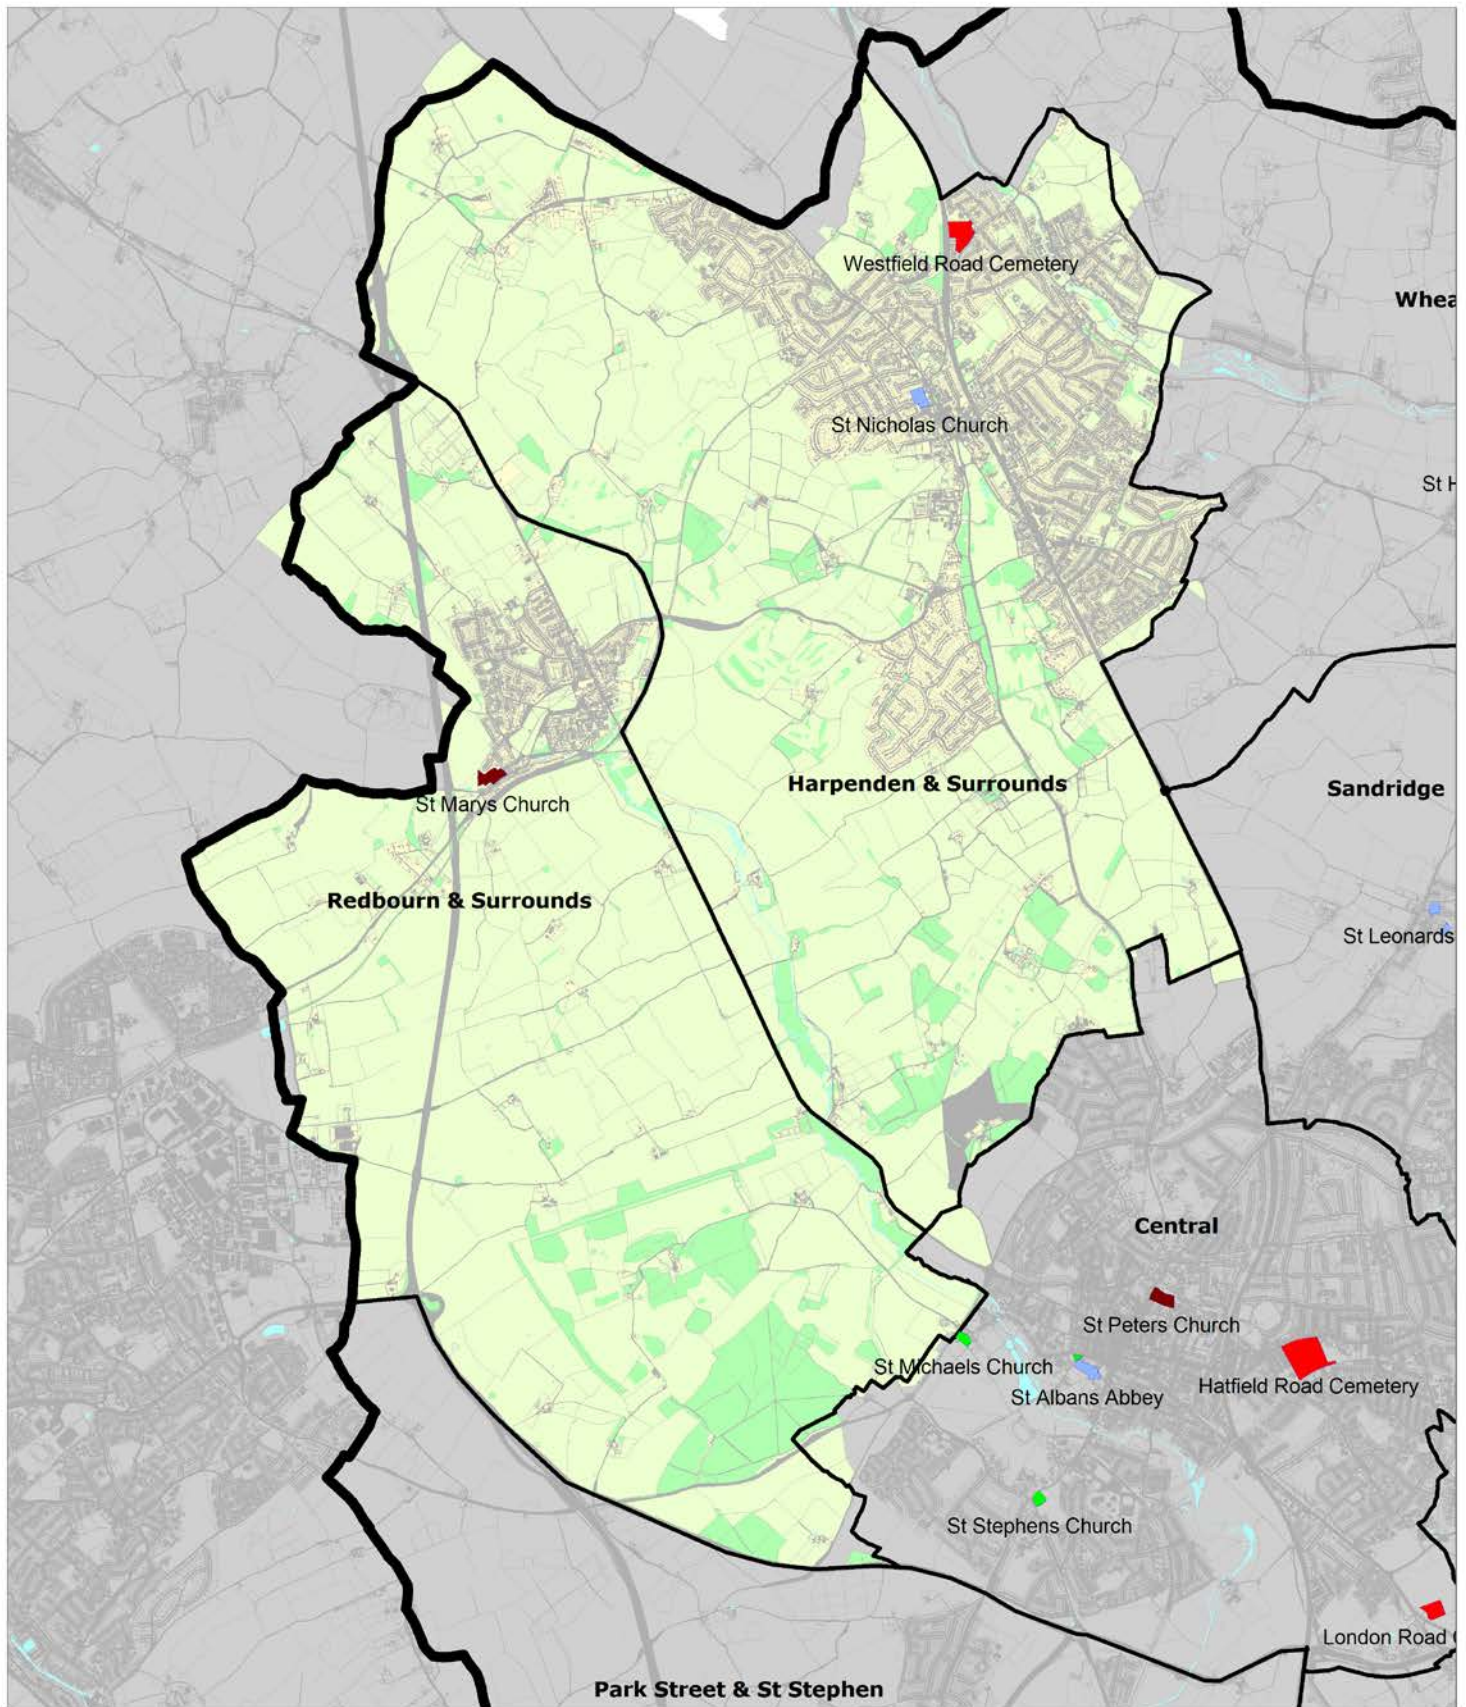 Westfield Road Cemetery
Whea
St Nicholas Church
St H
Harpenden & Surrounds
Sandridge
St Marys Church
Redbourn & Surrounds
St Leonards
Central
St Peters Church
St Michaels Church
Hatfield Road Cemetery
St Albans Abbey
St Stephens Church
London Road
Park Street & St Stephen